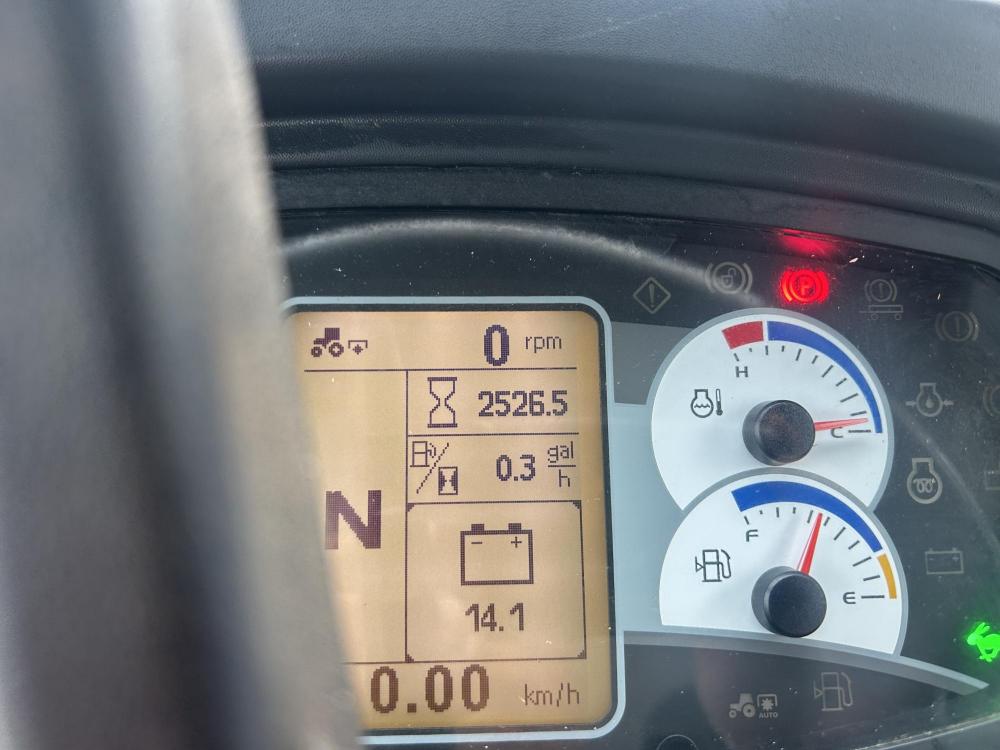 0 rpm
2526.5
0.3 gal/h
N
14.1
0.00 km/h
H
C
F
E
P
AUTO